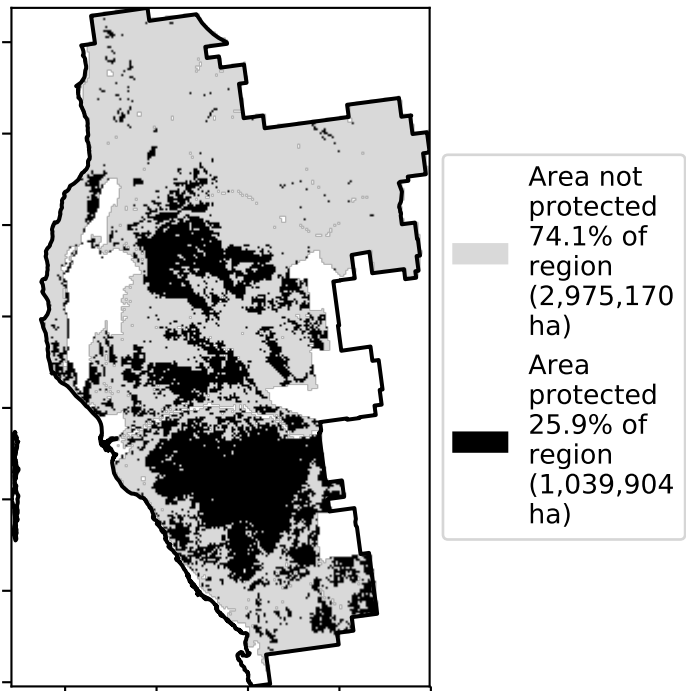 Area not
protected
74.1% of
region
(2,975,170
ha)
Area
protected
25.9% of
region
(1,039,904
ha)